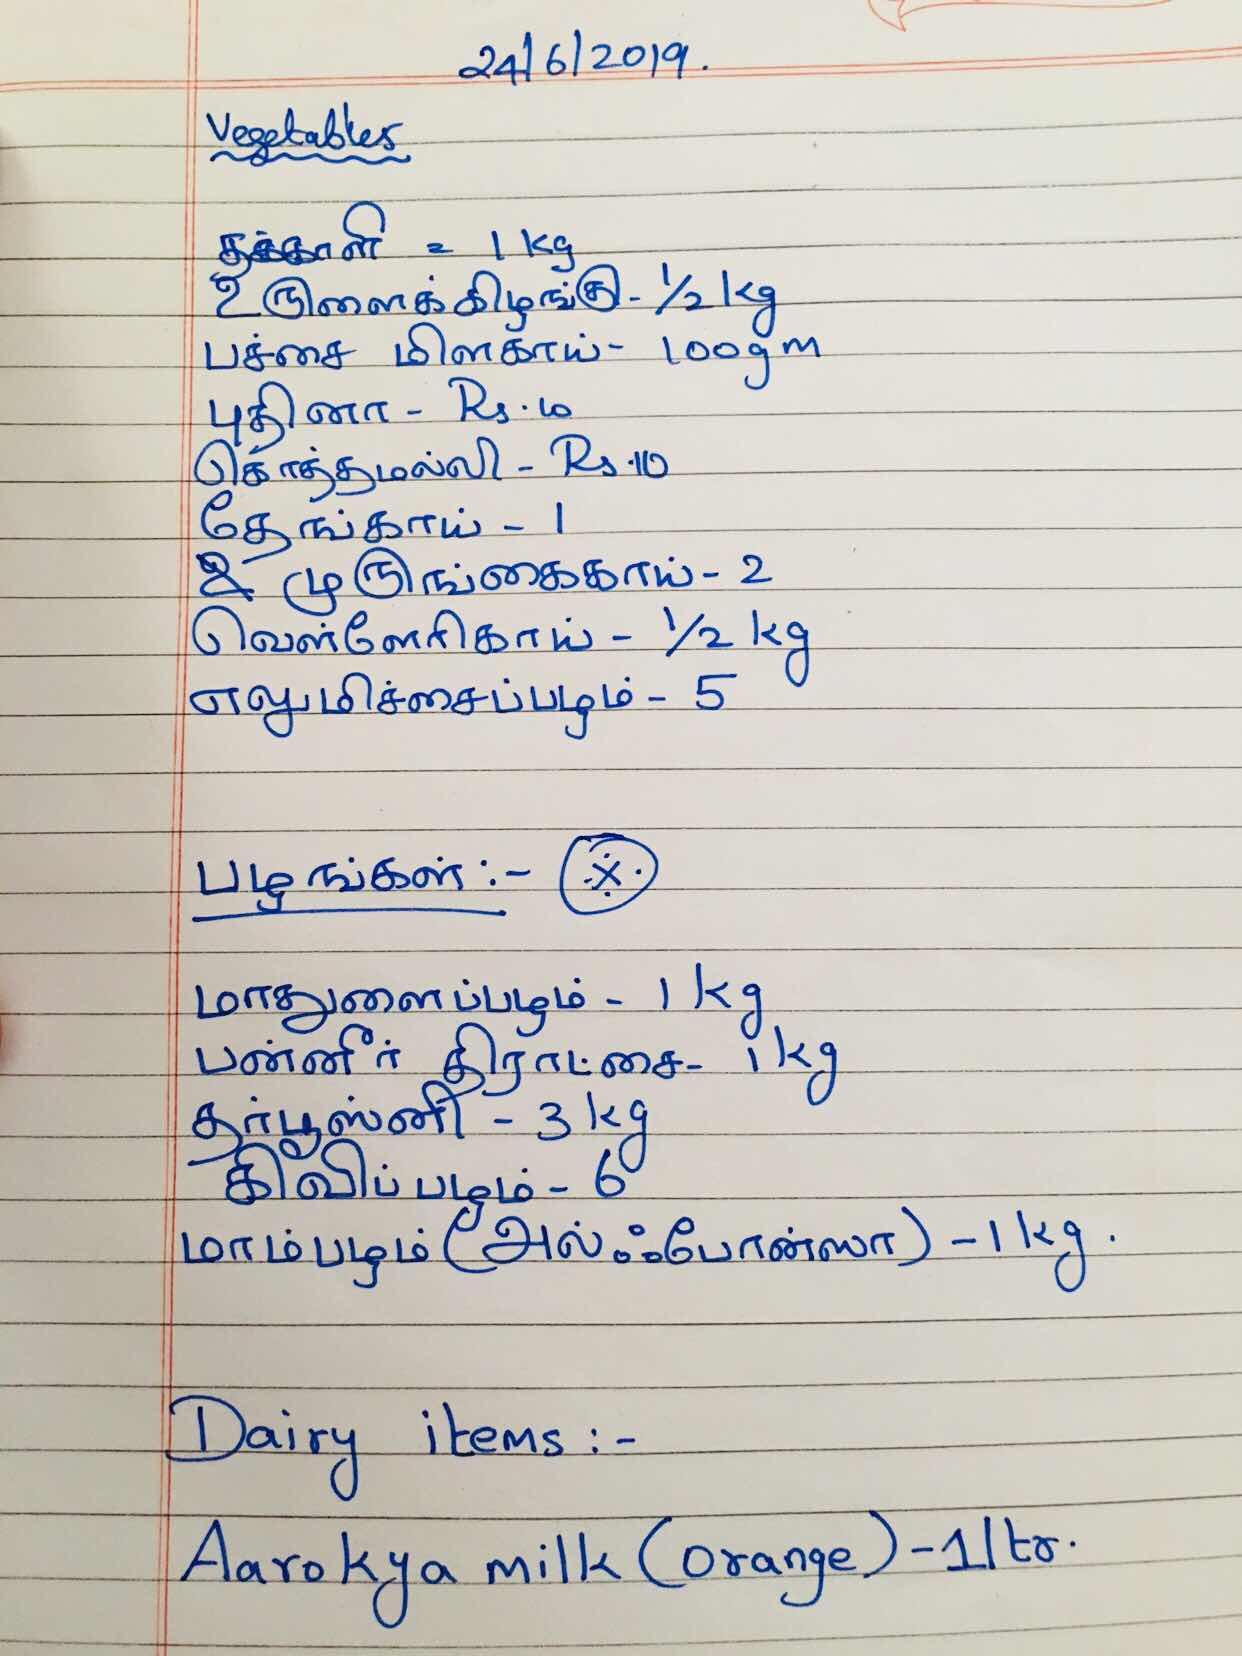 24/6/2019.
Vegetables
தக்காளி = 1 kg
உருளைக்கிழங்கு - 1/2 kg
பச்சை மிளகாய் - 100gm
புதினா - Rs. 10
கொத்தமல்லி - Rs. 10
தேங்காய் - 1
முருங்கைகாய் - 2
வெள்ளேரிகாய் - 1/2 kg
எலுமிச்சைப்பழம் - 5
பழங்கள் :-
மாதுளைப்பழம் - 1 kg
பன்னீர் திராட்சை - 1 kg
தர்பூஸ்னி - 3 kg
கிவிப்பழம் - 6
மாம்பழம் (அல்ஃபோன்ஸா) - 1 kg.
Dairy items :-
Aarokya milk (orange) - 1 ltr.